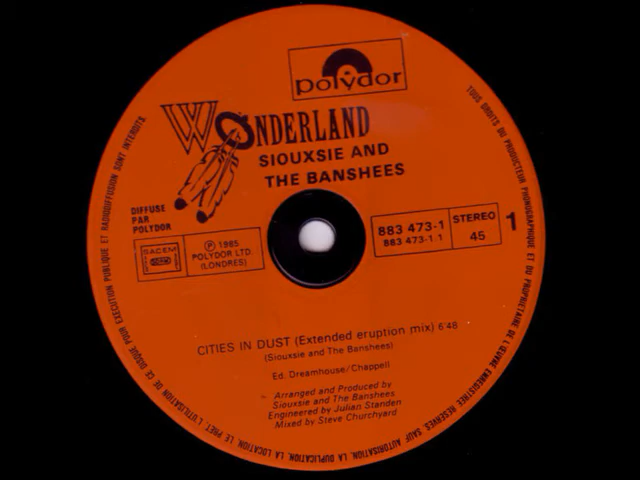 polydor
WONDERLAND
SIOUXSIE AND
THE BANSHEES
DIFFUSE
PAR
POLYDOR
SACEM
℗ 1985
POLYDOR LTD.
(LONDRES)
883 473-1
883 473-1.1
STEREO
45
1
CITIES IN DUST (Extended eruption mix) 6'48
(Siouxsie and The Banshees)
Ed. Dreamhouse/Chappell
Arranged and Produced by
Siouxsie and The Banshees
Engineered by Julian Standen
Mixed by Steve Churchyard
TOUS DROITS DU PRODUCTEUR PHONOGRAPHIQUE ET DU PROPRIETAIRE DE L'ŒUVRE ENREGISTREE RESERVES. SAUF AUTORISATION, LA DUPLICATION, LA LOCATION, LE PRET, L'UTILISATION DE CE DISQUE POUR EXECUTION PUBLIQUE ET RADIODIFFUSION SONT INTERDITS.